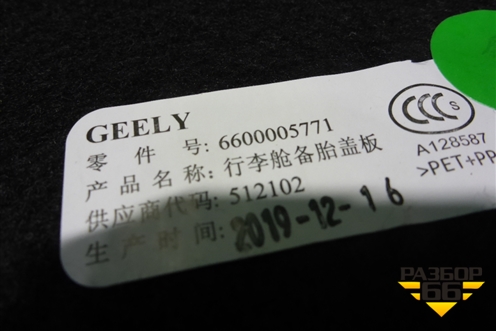 GEELY
零 件 号: 6600005771
产 品 名 称: 行李舱备胎盖板
供应商代码: 512102
生 产 时 间: 2019-12-16
CCC S
A128587
>PET+PP
РАЗБОР
66